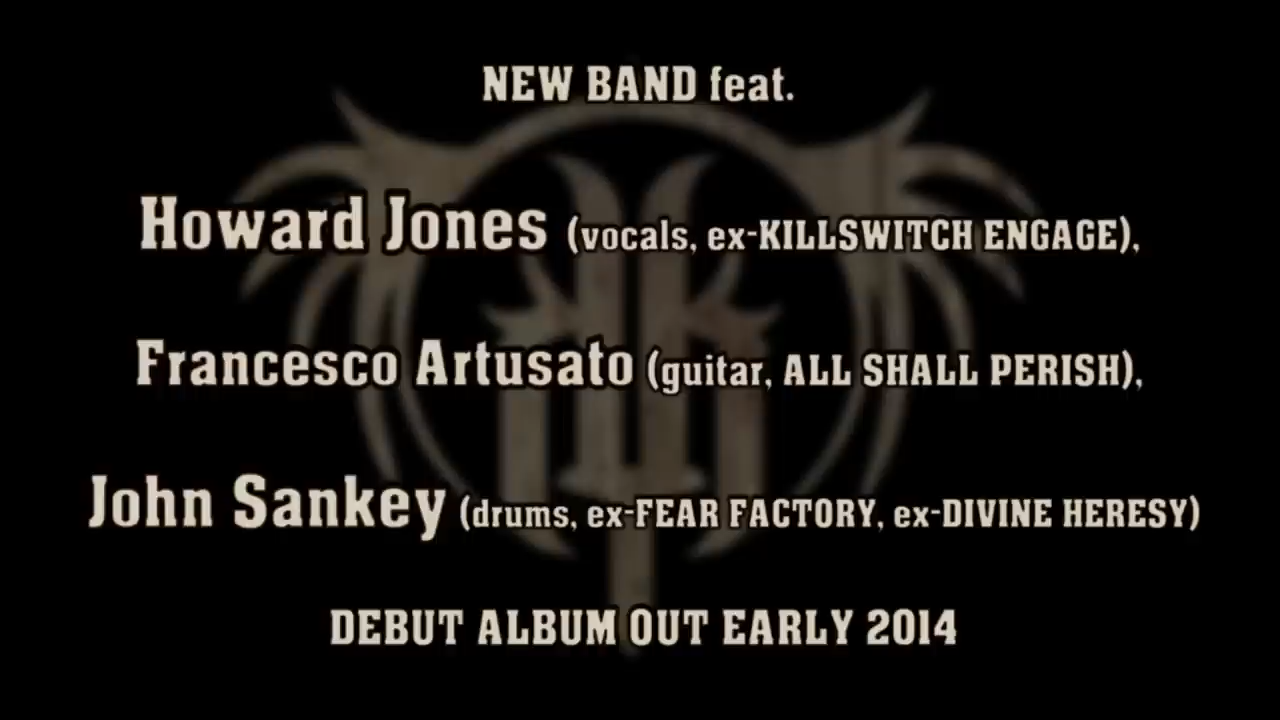 NEW BAND feat.
Howard Jones (vocals, ex-KILLSWITCH ENGAGE),
Francesco Artusato (guitar, ALL SHALL PERISH),
John Sankey (drums, ex-FEAR FACTORY, ex-DIVINE HERESY)
DEBUT ALBUM OUT EARLY 2014